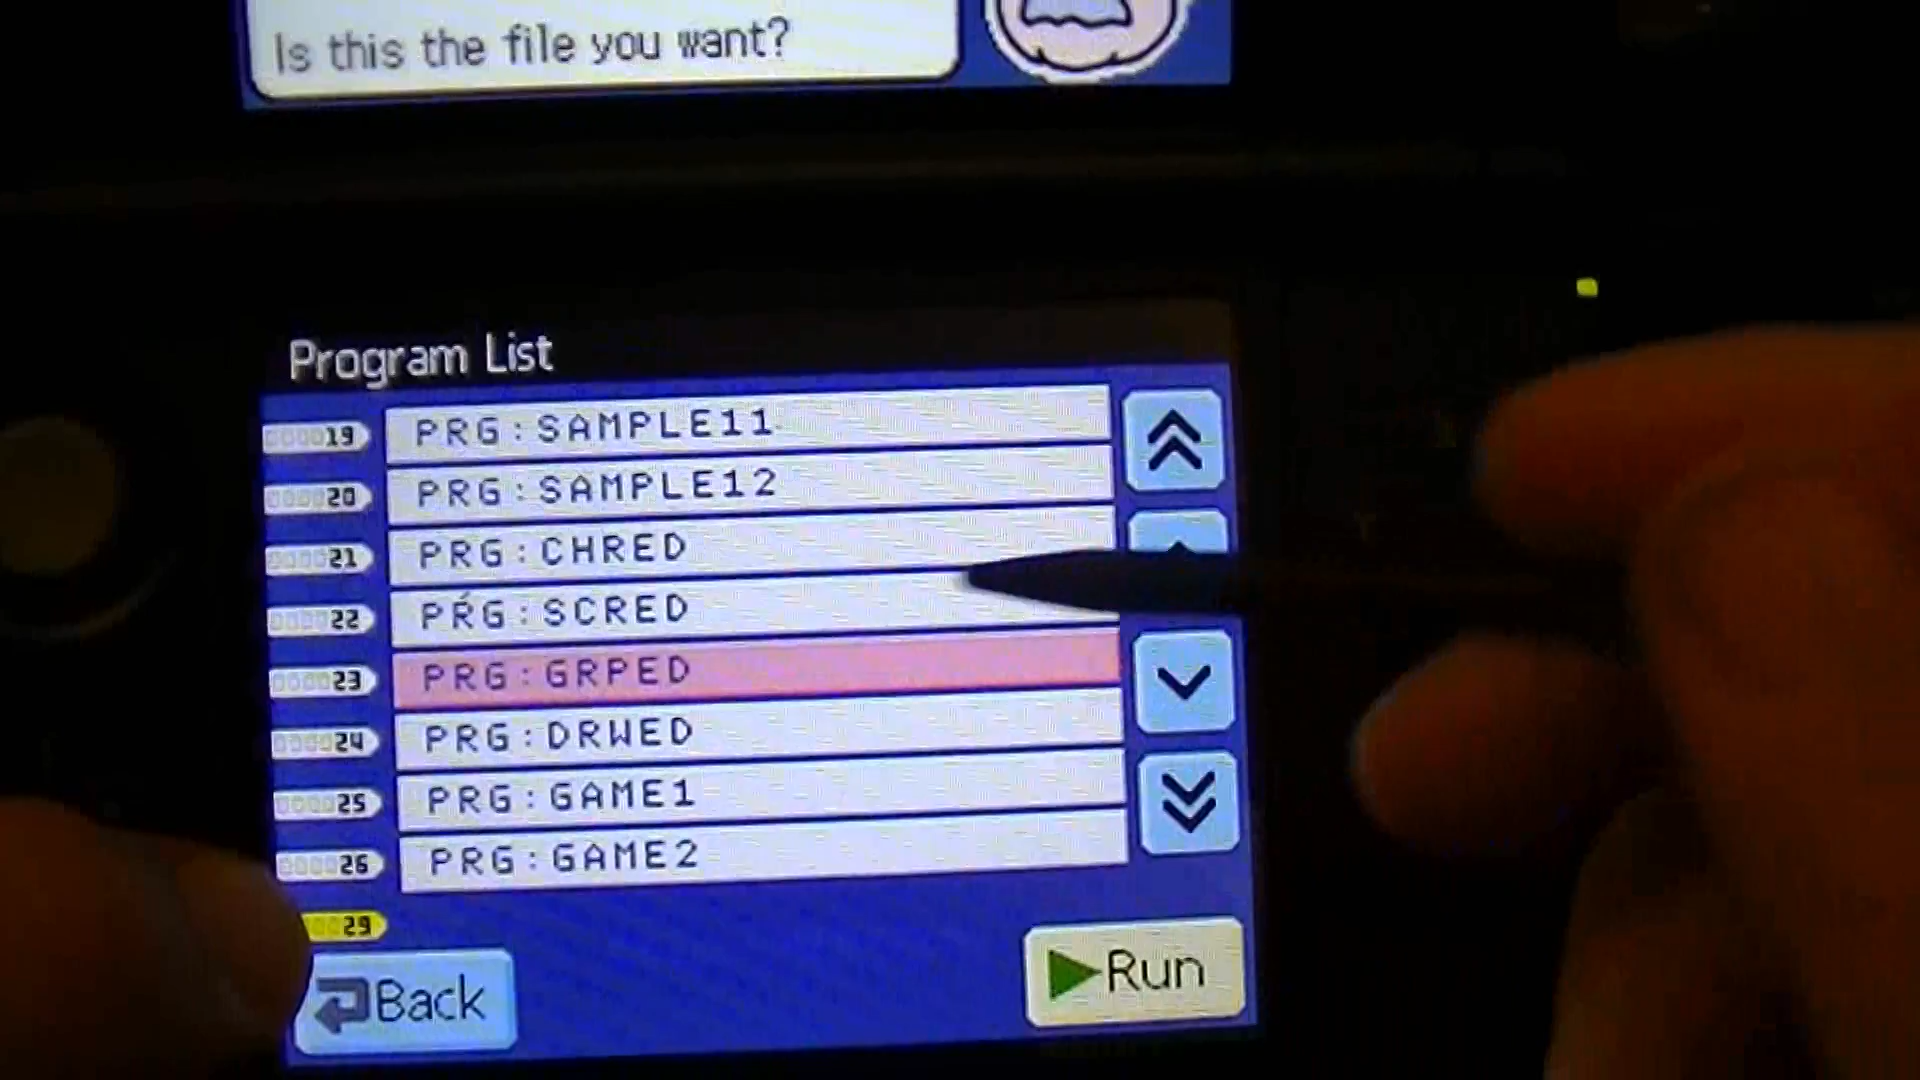 Is this the file you want?
Program List
19 PRG:SAMPLE11
20 PRG:SAMPLE12
21 PRG:CHRED
22 PRG:SCRED
23 PRG:GRPED
24 PRG:DRWED
25 PRG:GAME1
26 PRG:GAME2
29
Back
Run